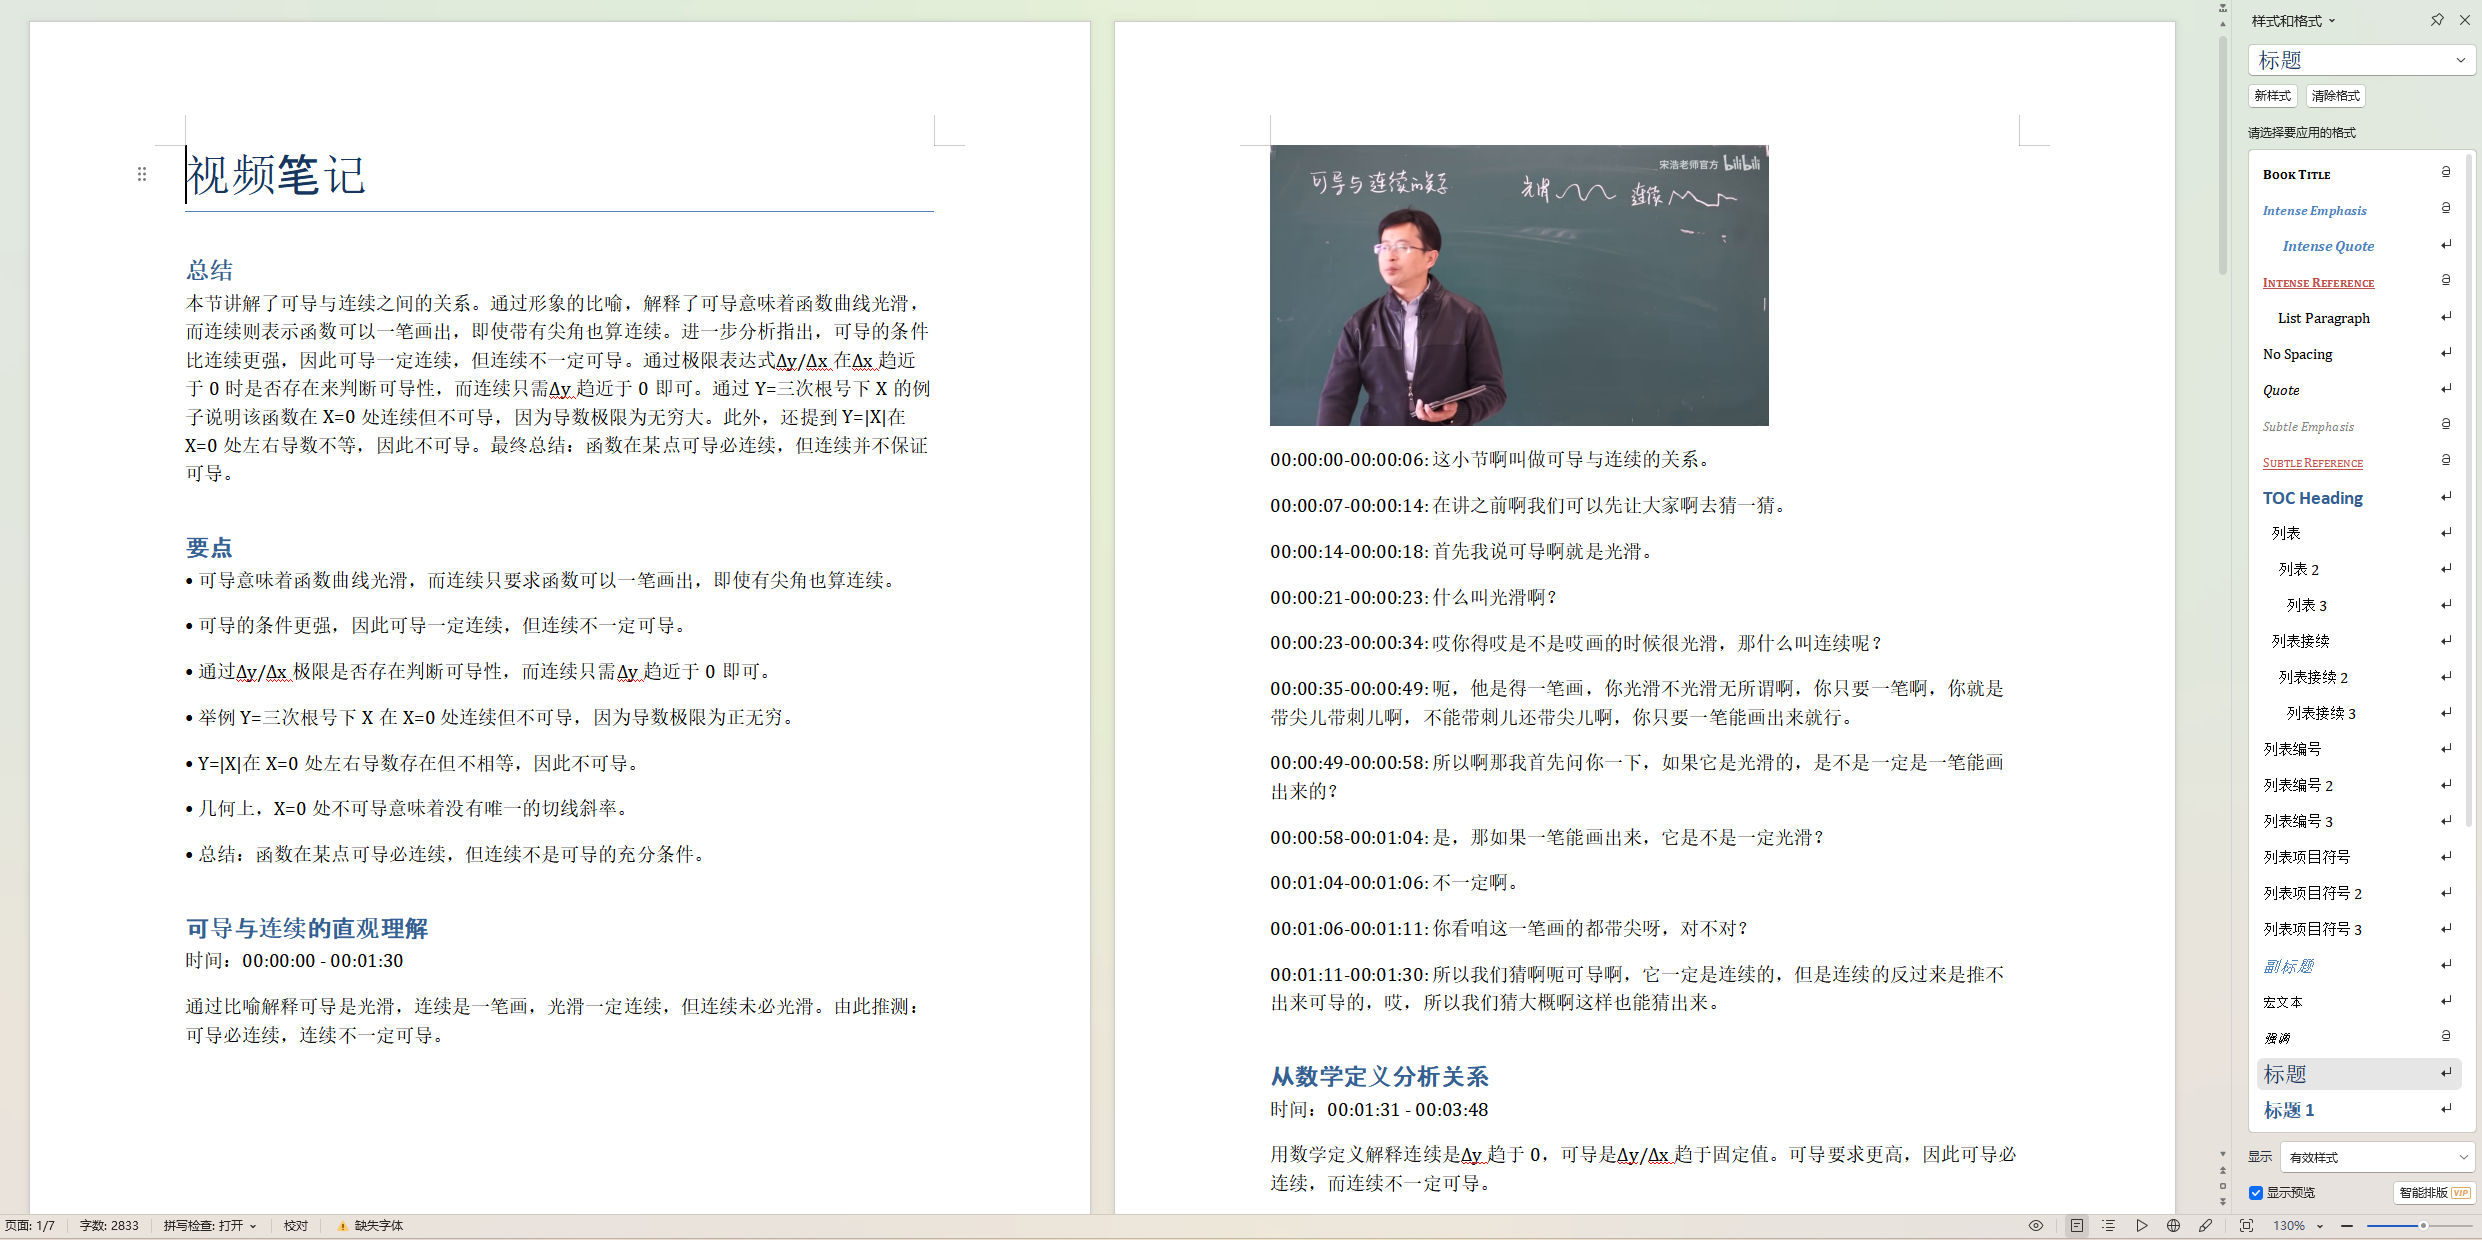 视频笔记
总结
本节讲解了可导与连续之间的关系。通过形象的比喻，解释了可导意味着函数曲线光滑，
而连续则表示函数可以一笔画出，即使带有尖角也算连续。进一步分析指出，可导的条件
比连续更强，因此可导一定连续，但连续不一定可导。通过极限表达式Δy/Δx 在Δx 趋近
于 0 时是否存在来判断可导性，而连续只需Δy 趋近于 0 即可。通过 Y=三次根号下 X 的例
子说明该函数在 X=0 处连续但不可导，因为导数极限为无穷大。此外，还提到 Y=|X|在
X=0 处左右导数不等，因此不可导。最终总结：函数在某点可导必连续，但连续并不保证
可导。
要点
• 可导意味着函数曲线光滑，而连续只要求函数可以一笔画出，即使有尖角也算连续。
• 可导的条件更强，因此可导一定连续，但连续不一定可导。
• 通过Δy/Δx 极限是否存在判断可导性，而连续只需Δy 趋近于 0 即可。
• 举例 Y=三次根号下 X 在 X=0 处连续但不可导，因为导数极限为正无穷。
• Y=|X|在 X=0 处左右导数存在但不相等，因此不可导。
• 几何上，X=0 处不可导意味着没有唯一的切线斜率。
• 总结：函数在某点可导必连续，但连续不是可导的充分条件。
可导与连续的直观理解
时间：00:00:00 - 00:01:30
通过比喻解释可导是光滑，连续是一笔画，光滑一定连续，但连续未必光滑。由此推测：
可导必连续，连续不一定可导。
宋浩老师官方 bilibili
可导与连续的关系
光滑 连续
00:00:00-00:00:06: 这小节啊叫做可导与连续的关系。
00:00:07-00:00:14: 在讲之前啊我们可以先让大家啊去猜一猜。
00:00:14-00:00:18: 首先我说可导啊就是光滑。
00:00:21-00:00:23: 什么叫光滑啊？
00:00:23-00:00:34: 哎你得哎是不是哎画的时候很光滑，那什么叫连续呢？
00:00:35-00:00:49: 呃，他是得一笔画，你光滑不光滑无所谓啊，你只要一笔啊，你就是
带尖儿带刺儿啊，不能带刺儿还带尖儿啊，你只要一笔能画出来就行。
00:00:49-00:00:58: 所以啊那我首先问你一下，如果它是光滑的，是不是一定是一笔能画
出来的？
00:00:58-00:01:04: 是，那如果一笔能画出来，它是不是一定光滑？
00:01:04-00:01:06: 不一定啊。
00:01:06-00:01:11: 你看咱这一笔画的都带尖呀，对不对？
00:01:11-00:01:30: 所以我们猜啊呃可导啊，它一定是连续的，但是连续的反过来是推不
出来可导的，哎，所以我们猜大概啊这样也能猜出来。
从数学定义分析关系
时间：00:01:31 - 00:03:48
用数学定义解释连续是Δy 趋于 0，可导是Δy/Δx 趋于固定值。可导要求更高，因此可导必
连续，而连续不一定可导。
样式和格式
标题
新样式 清除格式
请选择要应用的格式
BOOK TITLE a
Intense Emphasis a
Intense Quote
INTENSE REFERENCE a
List Paragraph
No Spacing
Quote
Subtle Emphasis a
SUBTLE REFERENCE a
TOC Heading
列表
列表 2
列表 3
列表接续
列表接续 2
列表接续 3
列表编号
列表编号 2
列表编号 3
列表项目符号
列表项目符号 2
列表项目符号 3
副标题
宏文本
强调 a
标题
标题 1
显示 有效样式
显示预览 智能排版 VIP
页面: 1/7 字数: 2833 拼写检查: 打开 校对 缺失字体 130%